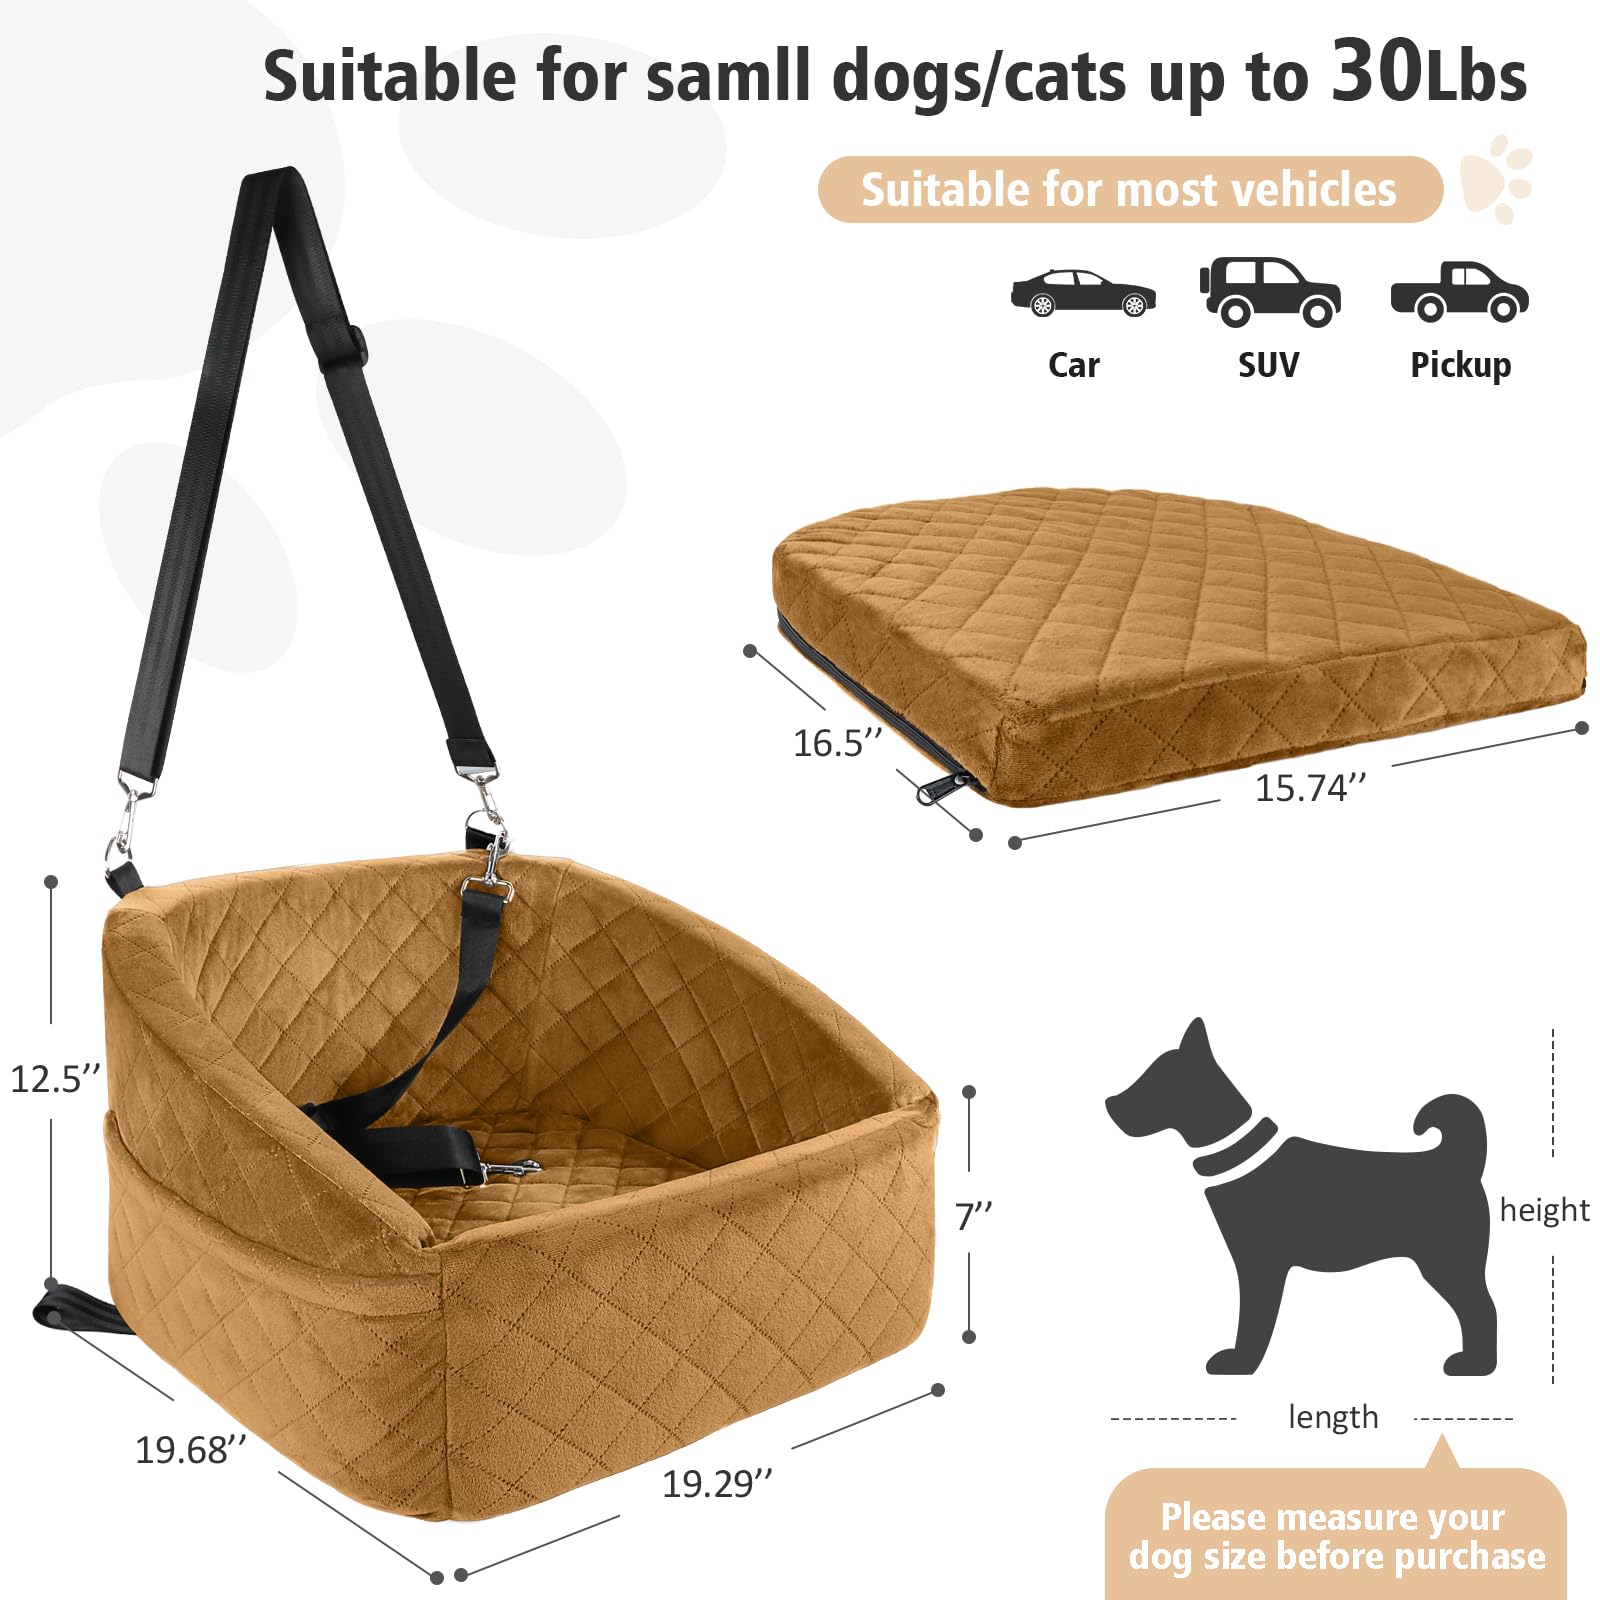 Suitable for samll dogs/cats up to 30Lbs
Suitable for most vehicles
Car
SUV
Pickup
16.5’’
15.74’’
12.5’’
7’’
19.68’’
19.29’’
height
length
Please measure your
dog size before purchase